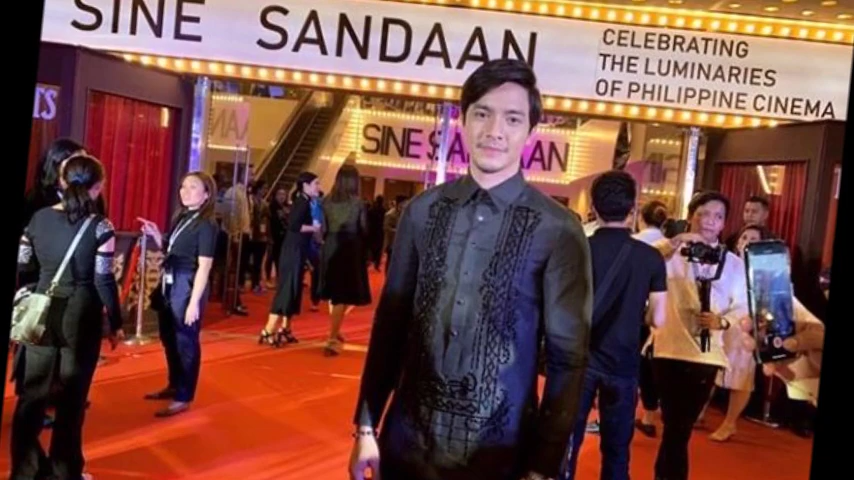 SINE SANDAAN
CELEBRATING
THE LUMINARIES
OF PHILIPPINE CINEMA
SINE SANDAAN